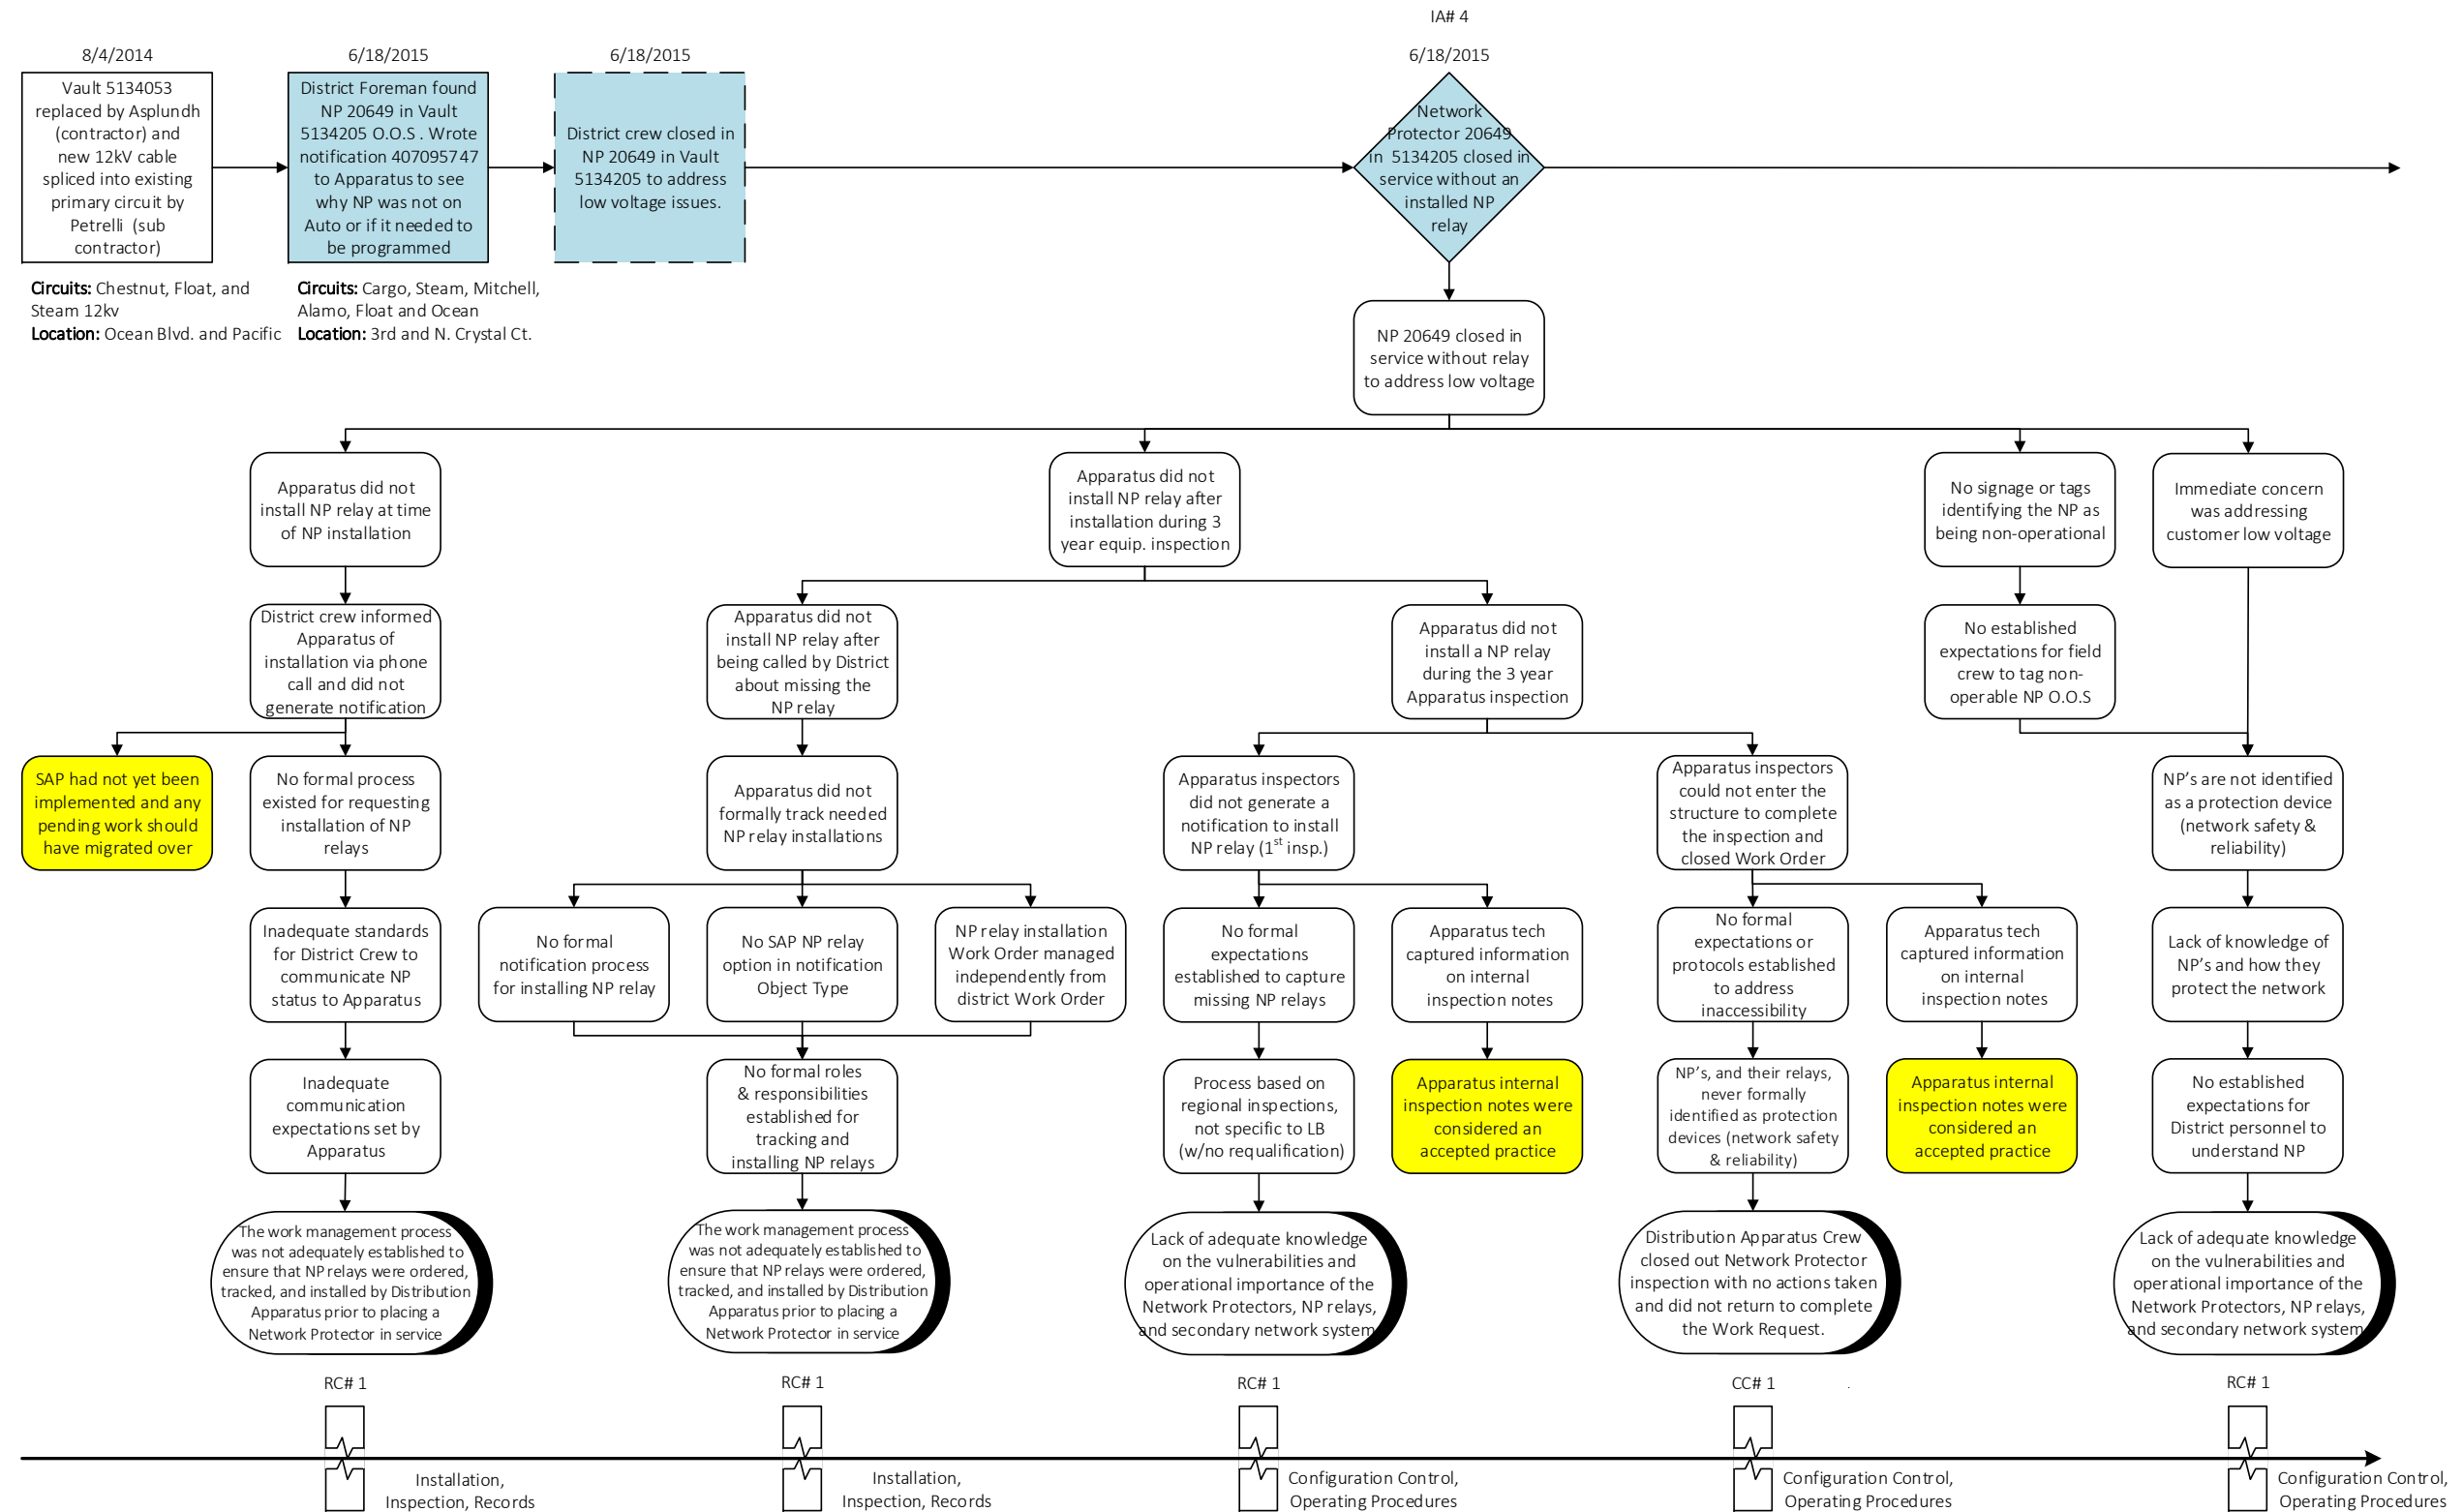 IA# 4
8/4/2014
6/18/2015
6/18/2015
6/18/2015
Vault 5134053
replaced by Asplundh
(contractor) and
new 12kV cable
spliced into existing
primary circuit by
Petrelli (sub
contractor)
District Foreman found
NP 20649 in Vault
5134205 O.O.S . Wrote
notification 407095747
to Apparatus to see
why NP was not on
Auto or if it needed to
be programmed
District crew closed in
NP 20649 in Vault
5134205 to address
low voltage issues.
Network
Protector 20649
in 5134205 closed in
service without an
installed NP
relay
Circuits: Chestnut, Float, and
Steam 12kv
Location: Ocean Blvd. and Pacific
Circuits: Cargo, Steam, Mitchell,
Alamo, Float and Ocean
Location: 3rd and N. Crystal Ct.
NP 20649 closed in
service without relay
to address low voltage
Apparatus did not
install NP relay at time
of NP installation
Apparatus did not
install NP relay after
installation during 3
year equip. inspection
No signage or tags
identifying the NP as
being non-operational
Immediate concern
was addressing
customer low voltage
District crew informed
Apparatus of
installation via phone
call and did not
generate notification
Apparatus did not
install NP relay after
being called by District
about missing the
NP relay
Apparatus did not
install a NP relay
during the 3 year
Apparatus inspection
No established
expectations for field
crew to tag non-
operable NP O.O.S
SAP had not yet been
implemented and any
pending work should
have migrated over
No formal process
existed for requesting
installation of NP
relays
Apparatus did not
formally track needed
NP relay installations
Apparatus inspectors
did not generate a
notification to install
NP relay (1st insp.)
Apparatus inspectors
could not enter the
structure to complete
the inspection and
closed Work Order
NP's are not identified
as a protection device
(network safety &
reliability)
Inadequate standards
for District Crew to
communicate NP
status to Apparatus
No formal
notification process
for installing NP relay
No SAP NP relay
option in notification
Object Type
NP relay installation
Work Order managed
independently from
district Work Order
No formal
expectations
established to capture
missing NP relays
Apparatus tech
captured information
on internal
inspection notes
No formal
expectations or
protocols established
to address
inaccessibility
Apparatus tech
captured information
on internal
inspection notes
Lack of knowledge of
NP's and how they
protect the network
Inadequate
communication
expectations set by
Apparatus
No formal roles
& responsibilities
established for
tracking and
installing NP relays
Process based on
regional inspections,
not specific to LB
(w/no requalification)
Apparatus internal
inspection notes were
considered an
accepted practice
NP's, and their relays,
never formally
identified as protection
devices (network safety
& reliability)
Apparatus internal
inspection notes were
considered an
accepted practice
No established
expectations for
District personnel to
understand NP
The work management process
was not adequately established to
ensure that NP relays were ordered,
tracked, and installed by Distribution
Apparatus prior to placing a
Network Protector in service
The work management process
was not adequately established to
ensure that NP relays were ordered,
tracked, and installed by Distribution
Apparatus prior to placing a
Network Protector in service
Lack of adequate knowledge
on the vulnerabilities and
operational importance of the
Network Protectors, NP relays,
and secondary network system
Distribution Apparatus Crew
closed out Network Protector
inspection with no actions taken
and did not return to complete
the Work Request.
Lack of adequate knowledge
on the vulnerabilities and
operational importance of the
Network Protectors, NP relays,
and secondary network system
RC# 1
RC# 1
RC# 1
CC# 1
.
RC# 1
Installation,
Inspection, Records
Installation,
Inspection, Records
Configuration Control,
Operating Procedures
Configuration Control,
Operating Procedures
Configuration Control,
Operating Procedures